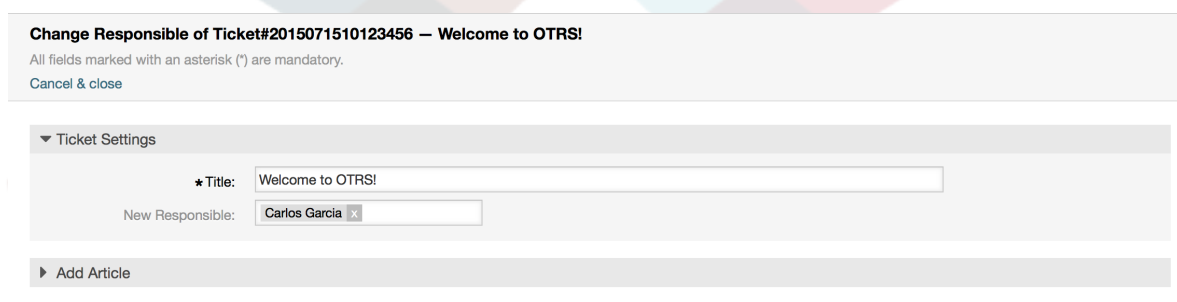 Change Responsible of Ticket#2015071510123456 — Welcome to OTRS!
All fields marked with an asterisk (*) are mandatory.
Cancel & close
Ticket Settings
* Title: Welcome to OTRS!
New Responsible: Carlos Garcia x
Add Article